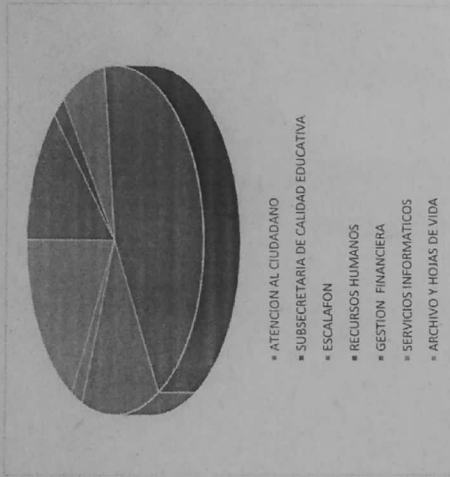 ATENCION AL CIUDADANO
SUBSECRETARIA DE CALIDAD EDUCATIVA
ESCALAFON
RECURSOS HUMANOS
GESTION FINANCIERA
SERVICIOS INFORMATICOS
ARCHIVO Y HOJAS DE VIDA